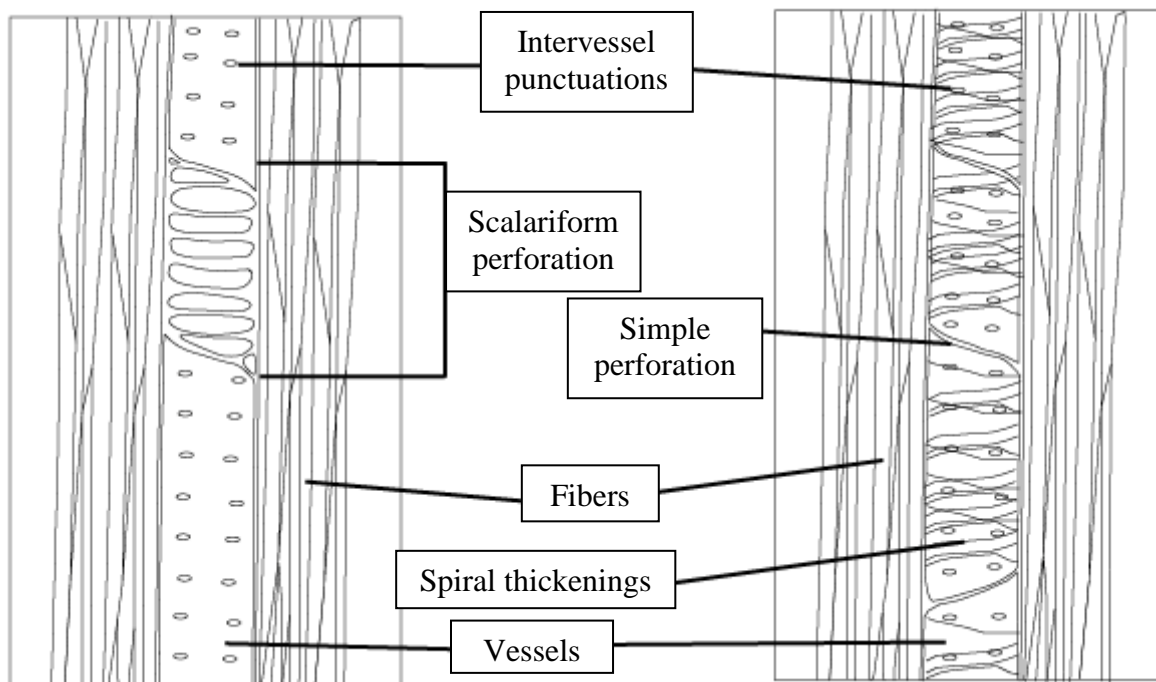 Intervessel
punctuations
Scalariform
perforation
Simple
perforation
Fibers
Spiral thickenings
Vessels